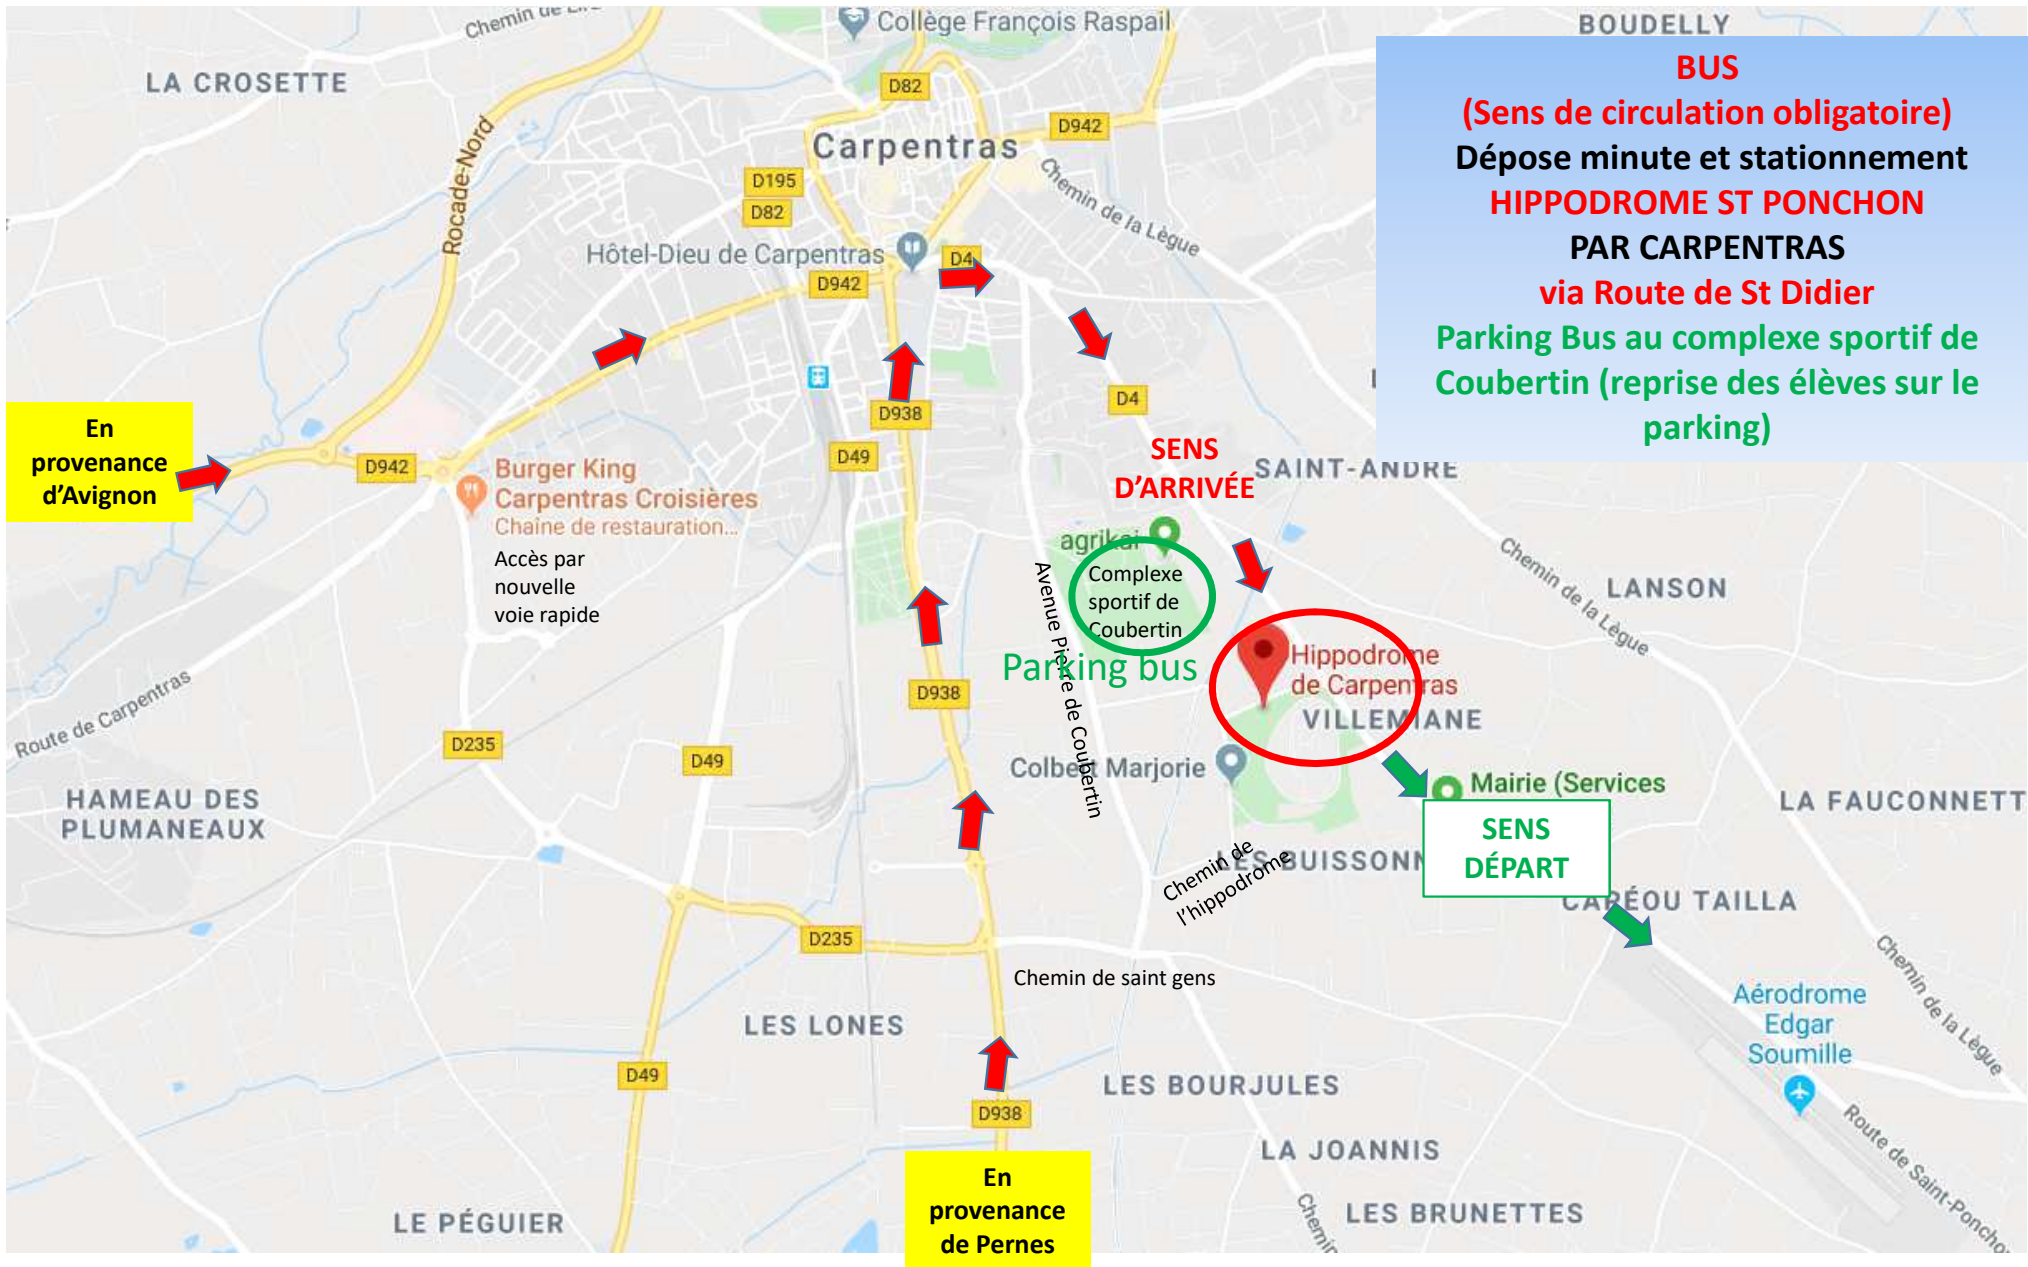 Chemin de
Collège François Raspail
BOUDELLY
LA CROSETTE
D82
Rocade-Nord
Carpentras
D942
D195
D82
Chemin de la Lègue
Hôtel-Dieu de Carpentras
D4
D942
BUS
(Sens de circulation obligatoire)
Dépose minute et stationnement
HIPPODROME ST PONCHON
PAR CARPENTRAS
via Route de St Didier
Parking Bus au complexe sportif de
Coubertin (reprise des élèves sur le
parking)
En
provenance
d’Avignon
D942
D938
D49
D4
Burger King
Carpentras Croisières
Chaîne de restauration...
Accès par
nouvelle
voie rapide
SENS
D’ARRIVÉE
SAINT-ANDRE
agrikai
Complexe
sportif de
Coubertin
Parking bus
Avenue Pierre de Coubertin
Chemin de la Lègue
LANSON
Hippodrome
de Carpentras
VILLEMIANE
Route de Carpentras
D938
D235
D49
Colbert Marjorie
Mairie (Services
HAMEAU DES
PLUMANEAUX
LA FAUCONNETT
SENS
DÉPART
LES BUISSONN
Chemin de
l’hippodrome
CARÉOU TAILLA
D235
Chemin de saint gens
Chemin de la Lègue
Aérodrome
Edgar
Soumille
LES LONES
D49
LES BOURJULES
D938
Route de Saint-Poncho
LA JOANNIS
En
provenance
de Pernes
LE PÉGUIER
Chemin
LES BRUNETTES